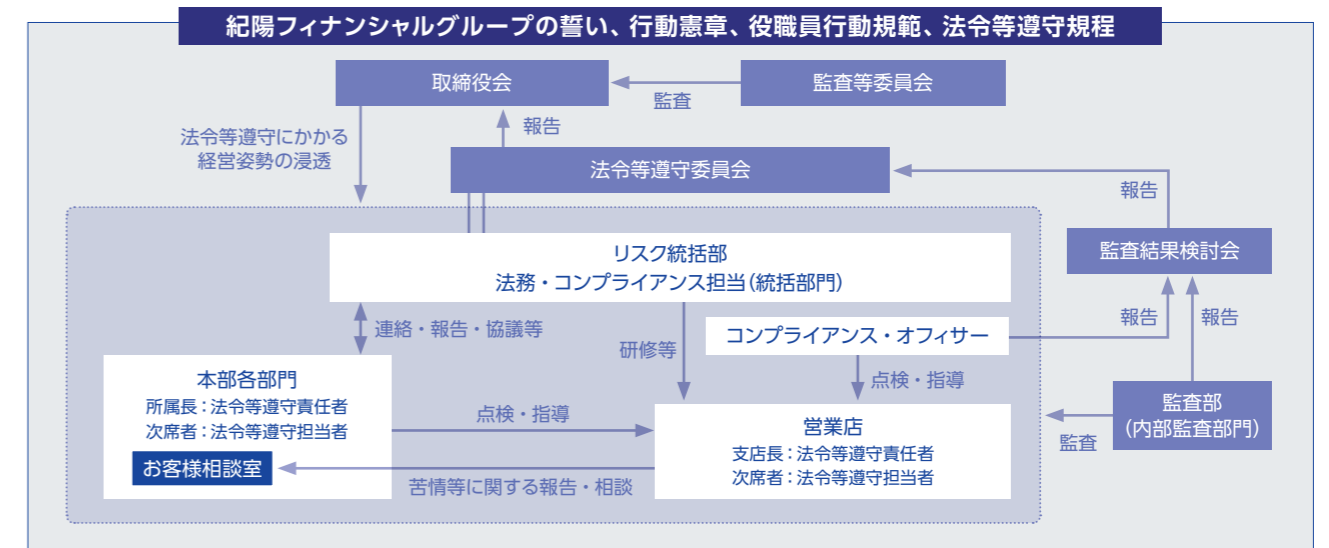 紀陽フィナンシャルグループの誓い、行動憲章、役職員行動規範、法令等遵守規程
取締役会
監査等委員会
監査
報告
法令等遵守にかかる
経営姿勢の浸透
法令等遵守委員会
報告
監査結果検討会
リスク統括部
法務・コンプライアンス担当(統括部門)
連絡・報告・協議等
研修等
コンプライアンス・オフィサー
報告
報告
点検・指導
本部各部門
所属長:法令等遵守責任者
次席者:法令等遵守担当者
お客様相談室
点検・指導
営業店
支店長:法令等遵守責任者
次席者:法令等遵守担当者
苦情等に関する報告・相談
監査
監査部
(内部監査部門)